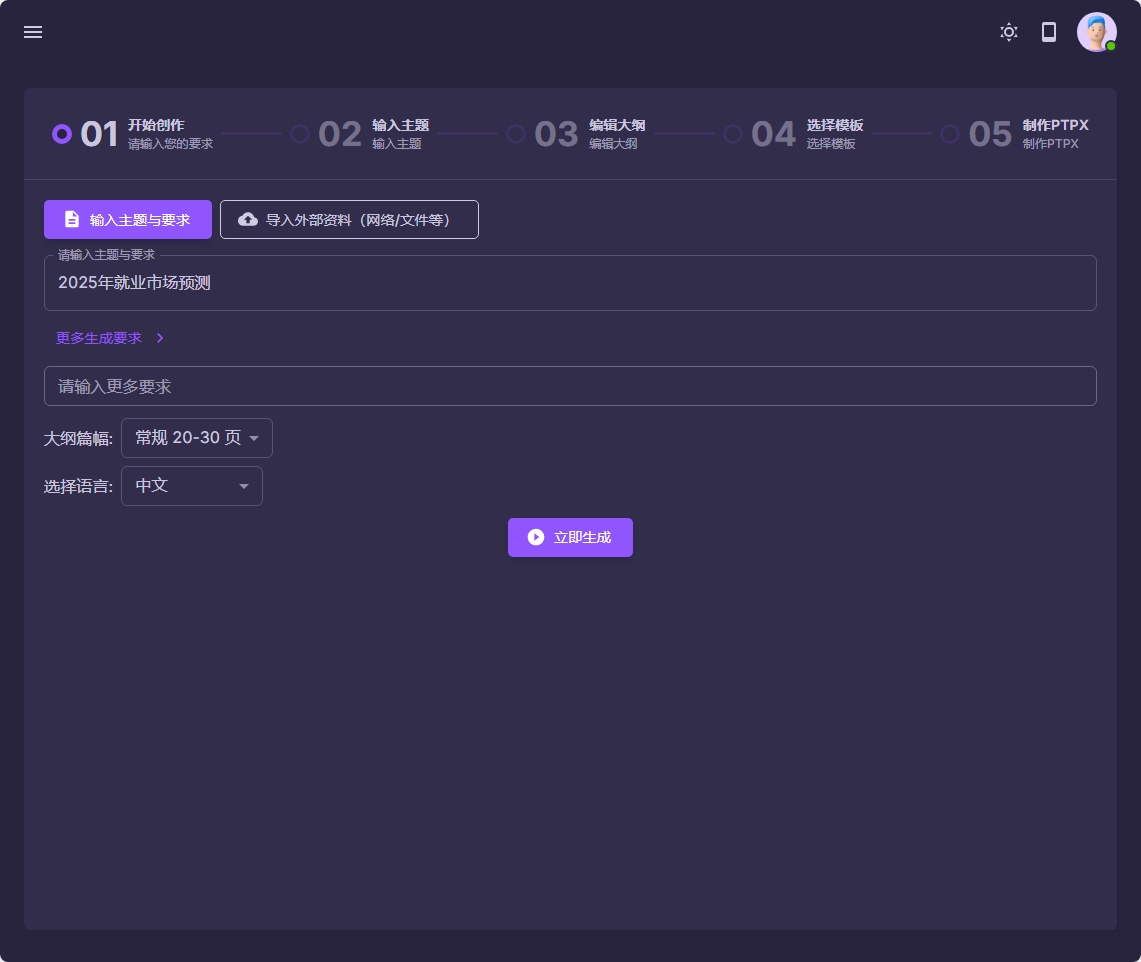 01 开始创作
请输入您的要求
02 输入主题
输入主题
03 编辑大纲
编辑大纲
04 选择模板
选择模板
05 制作PTPX
制作PTPX
输入主题与要求
导入外部资料（网络/文件等）
请输入主题与要求
2025年就业市场预测
更多生成要求
请输入更多要求
大纲篇幅: 常规 20-30 页
选择语言: 中文
立即生成